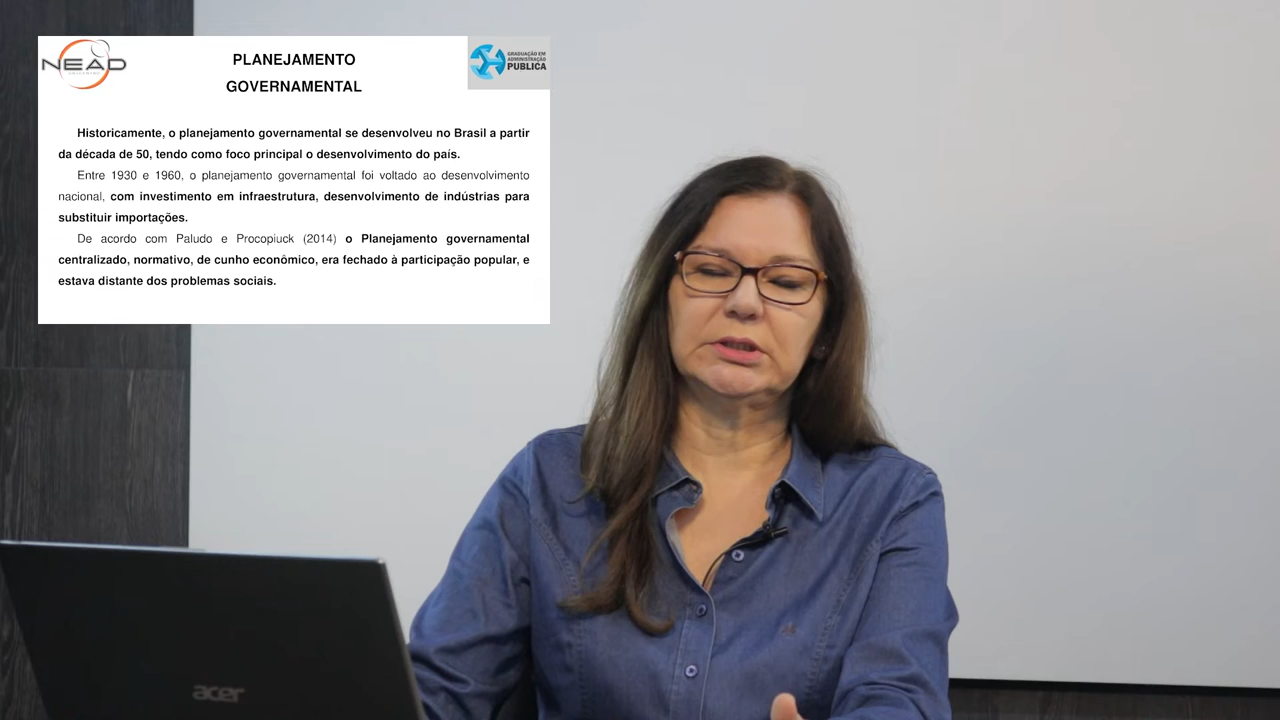 NEAD
PLANEJAMENTO
GOVERNAMENTAL
GRADUAÇÃO EM
ADMINISTRAÇÃO
PÚBLICA
Historicamente, o planejamento governamental se desenvolveu no Brasil a partir
da década de 50, tendo como foco principal o desenvolvimento do país.
Entre 1930 e 1960, o planejamento governamental foi voltado ao desenvolvimento
nacional, com investimento em infraestrutura, desenvolvimento de indústrias para
substituir importações.
De acordo com Paludo e Procopiuck (2014) o Planejamento governamental
centralizado, normativo, de cunho econômico, era fechado à participação popular, e
estava distante dos problemas sociais.
acer